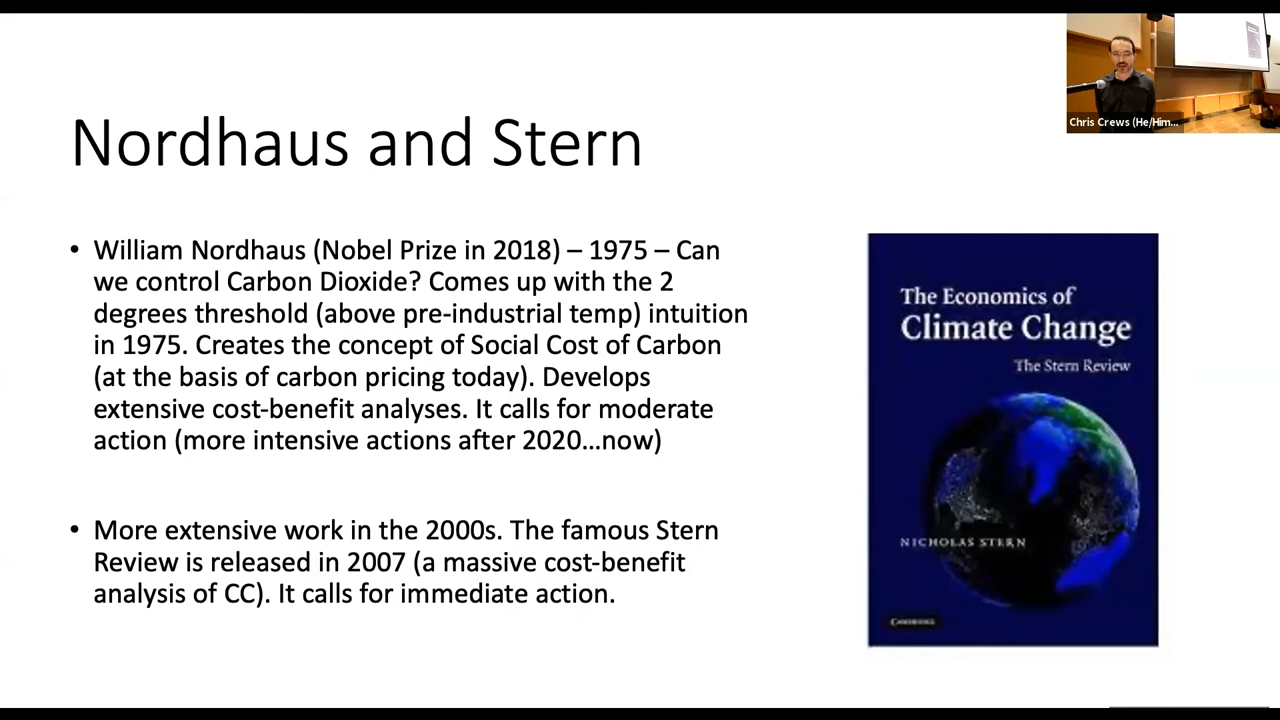 Chris Crews (He/Him...
Nordhaus and Stern
• William Nordhaus (Nobel Prize in 2018) – 1975 – Can
we control Carbon Dioxide? Comes up with the 2
degrees threshold (above pre-industrial temp) intuition
in 1975. Creates the concept of Social Cost of Carbon
(at the basis of carbon pricing today). Develops
extensive cost-benefit analyses. It calls for moderate
action (more intensive actions after 2020...now)
• More extensive work in the 2000s. The famous Stern
Review is released in 2007 (a massive cost-benefit
analysis of CC). It calls for immediate action.
The Economics of
Climate Change
The Stern Review
NICHOLAS STERN
CAMBRIDGE